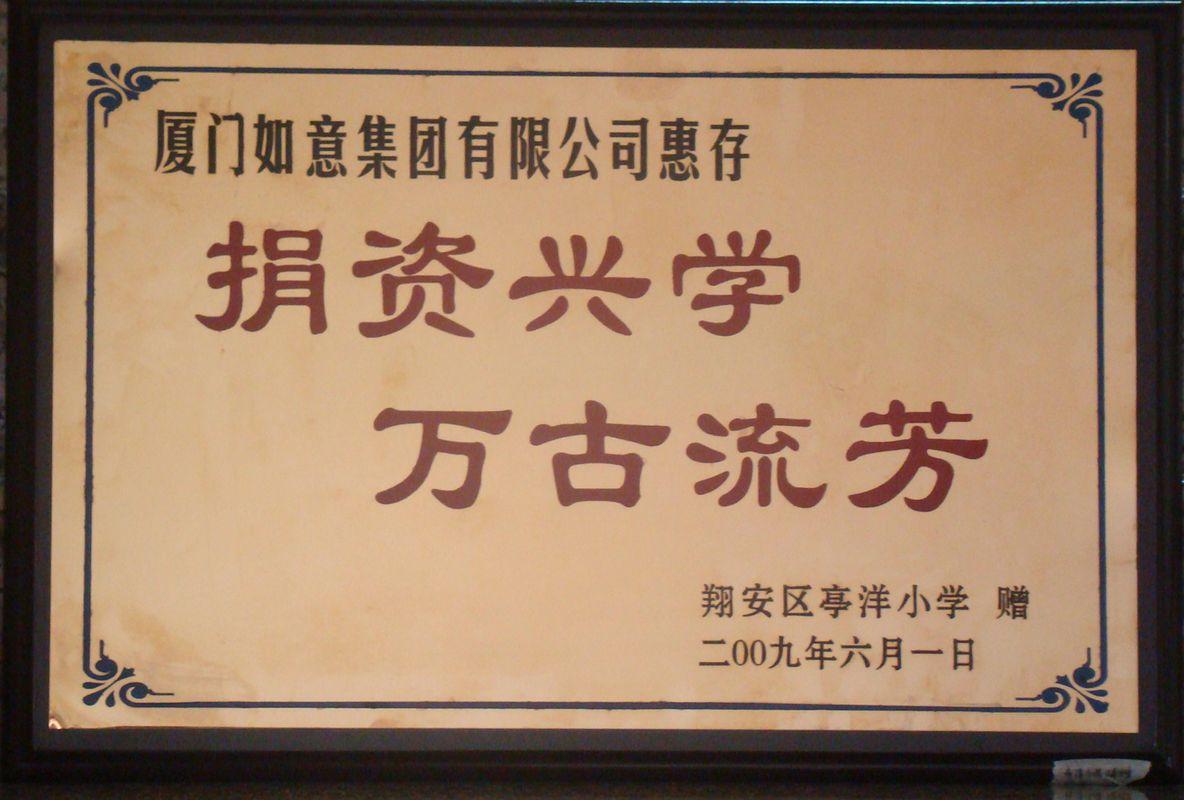 厦门如意集团有限公司惠存
捐资兴学
万古流芳
翔安区亭洋小学 赠
二00九年六月一日